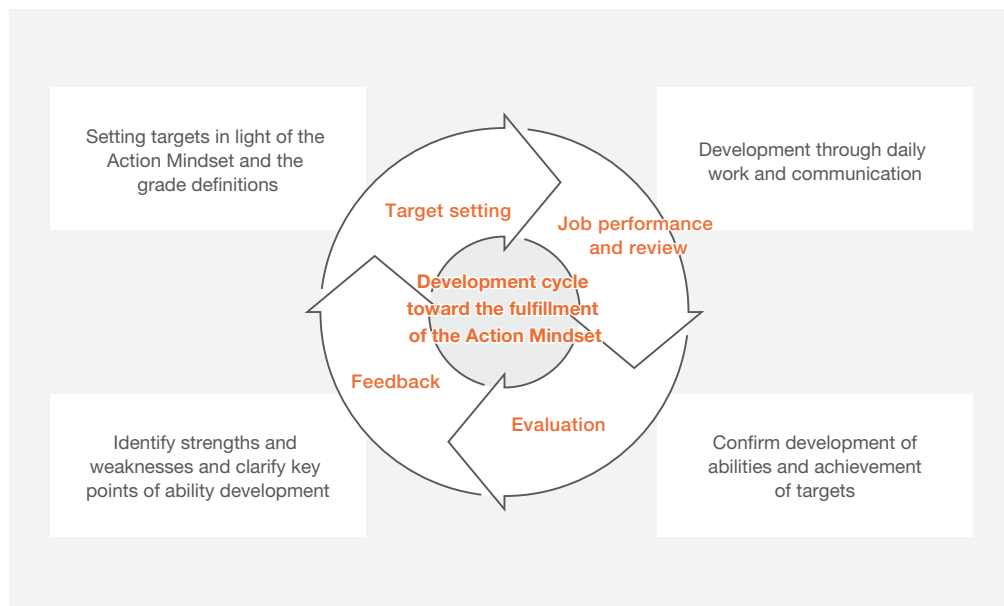 Setting targets in light of the
Action Mindset and the
grade definitions
Development through daily
work and communication
Target setting
Job performance
and review
Development cycle
toward the fulfillment
of the Action Mindset
Feedback
Evaluation
Identify strengths and
weaknesses and clarify key
points of ability development
Confirm development of
abilities and achievement
of targets